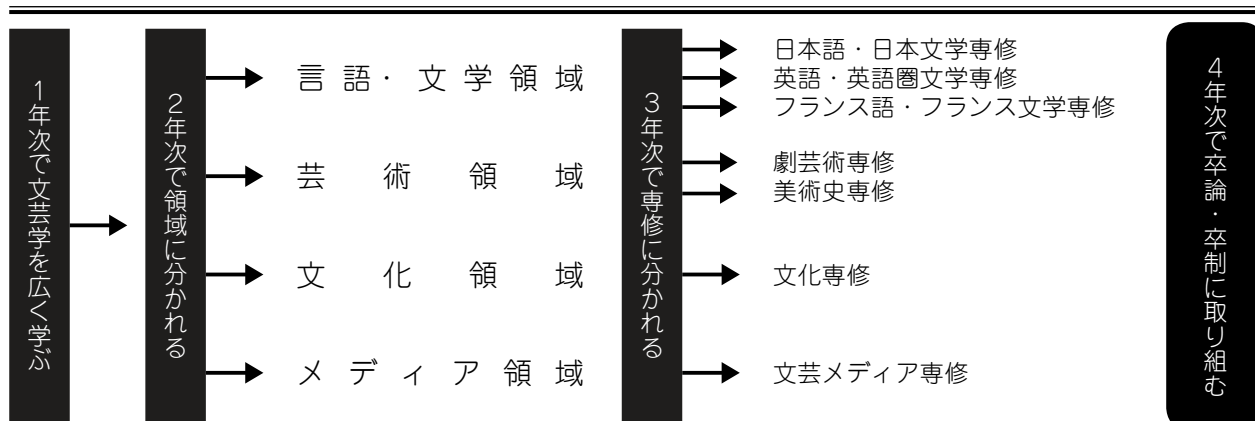 1年次で文芸学を広く学ぶ
2年次で領域に分かれる
言語・文学領域
芸術領域
文化領域
メディア領域
3年次で専修に分かれる
日本語・日本文学専修
英語・英語圏文学専修
フランス語・フランス文学専修
劇芸術専修
美術史専修
文化専修
文芸メディア専修
4年次で卒論・卒制に取り組む